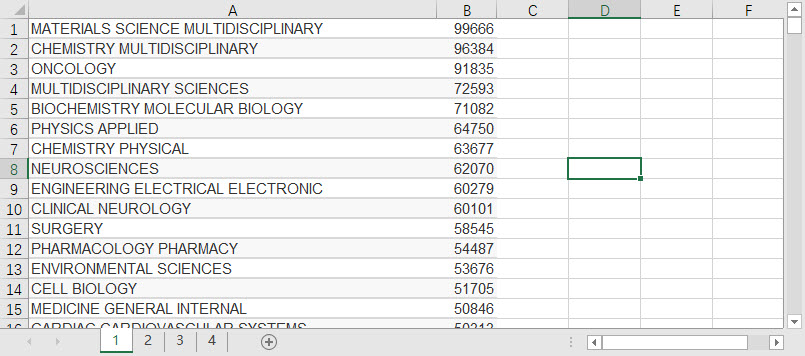 A B C D E F
1 MATERIALS SCIENCE MULTIDISCIPLINARY 99666
2 CHEMISTRY MULTIDISCIPLINARY 96384
3 ONCOLOGY 91835
4 MULTIDISCIPLINARY SCIENCES 72593
5 BIOCHEMISTRY MOLECULAR BIOLOGY 71082
6 PHYSICS APPLIED 64750
7 CHEMISTRY PHYSICAL 63677
8 NEUROSCIENCES 62070
9 ENGINEERING ELECTRICAL ELECTRONIC 60279
10 CLINICAL NEUROLOGY 60101
11 SURGERY 58545
12 PHARMACOLOGY PHARMACY 54487
13 ENVIRONMENTAL SCIENCES 53676
14 CELL BIOLOGY 51705
15 MEDICINE GENERAL INTERNAL 50846
16 CARDIAC CARDIOVASCULAR SYSTEMS
1 2 3 4